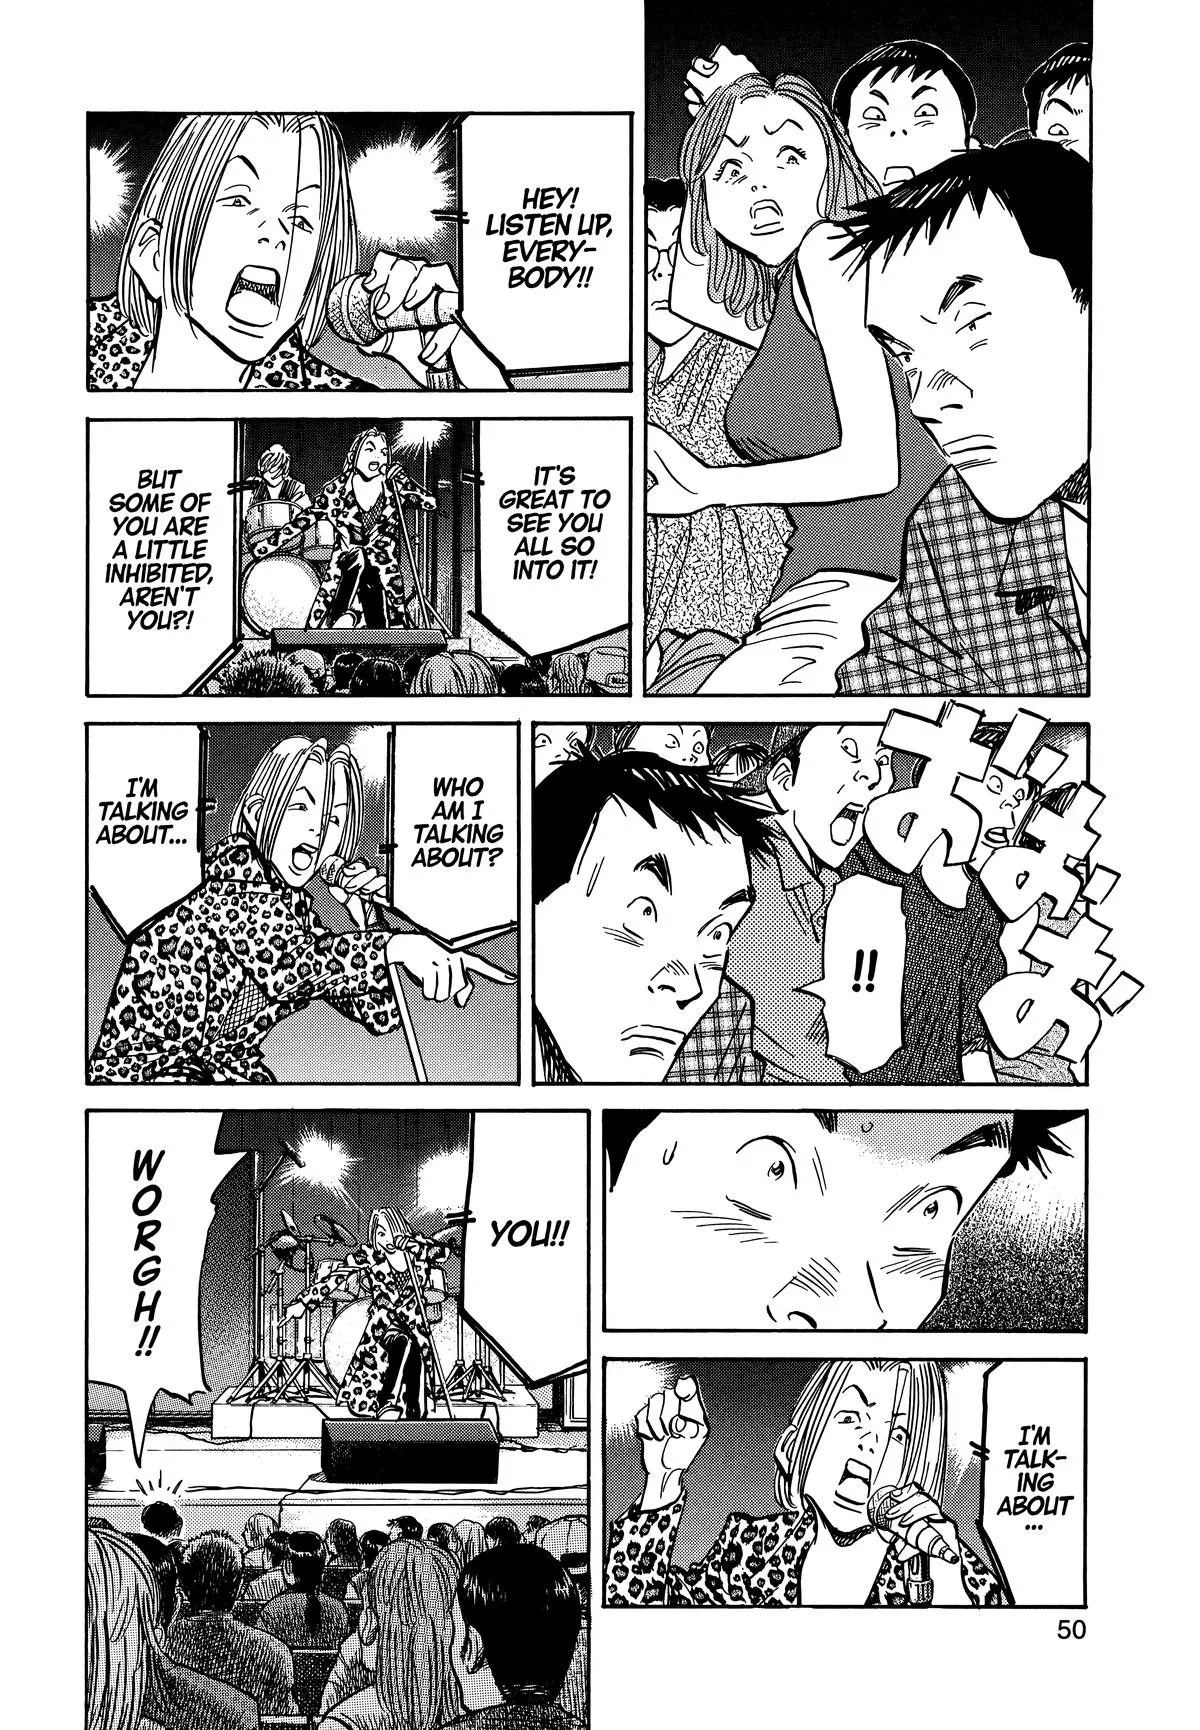 HEY!
LISTEN UP,
EVERY-
BODY!!
IT'S
GREAT TO
SEE YOU
ALL SO
INTO IT!
BUT
SOME OF
YOU ARE
A LITTLE
INHIBITED,
AREN'T
YOU?!
!!
WHO
AM I
TALKING
ABOUT?
I'M
TALKING
ABOUT...
I'M
TALK-
ING
ABOUT
...
YOU!!
WORGH!!
50